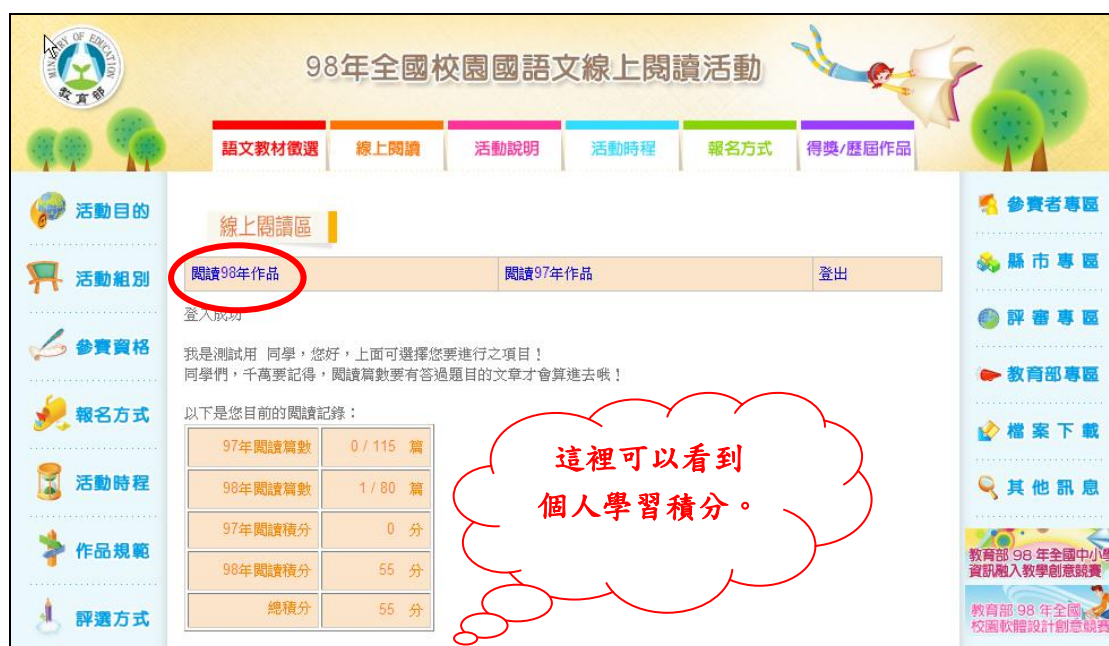 MINISTRY OF EDUCATION
教育部
98年全國校園國語文線上閱讀活動
語文教材徵選 線上閱讀 活動說明 活動時程 報名方式 得獎/歷屆作品
活動目的
活動組別
參賽資格
報名方式
活動時程
作品規範
評選方式
線上閱讀區
閱讀98年作品 閱讀97年作品 登出
登入成功
我是測試用 同學，您好，上面可選擇您要進行之項目！
同學們，千萬要記得，閱讀篇數要有答過題目的文章才會算進去哦！
以下是您目前的閱讀記錄：
97年閱讀篇數 0 / 115 篇
98年閱讀篇數 1 / 80 篇
97年閱讀積分 0 分
98年閱讀積分 55 分
總積分 55 分
這裡可以看到
個人學習積分。
參賽者專區
縣市專區
評審專區
教育部專區
檔案下載
其他訊息
教育部 98 年全國中小學
資訊融入教學創意競賽
教育部 98 年全國
校園軟體設計創意競賽